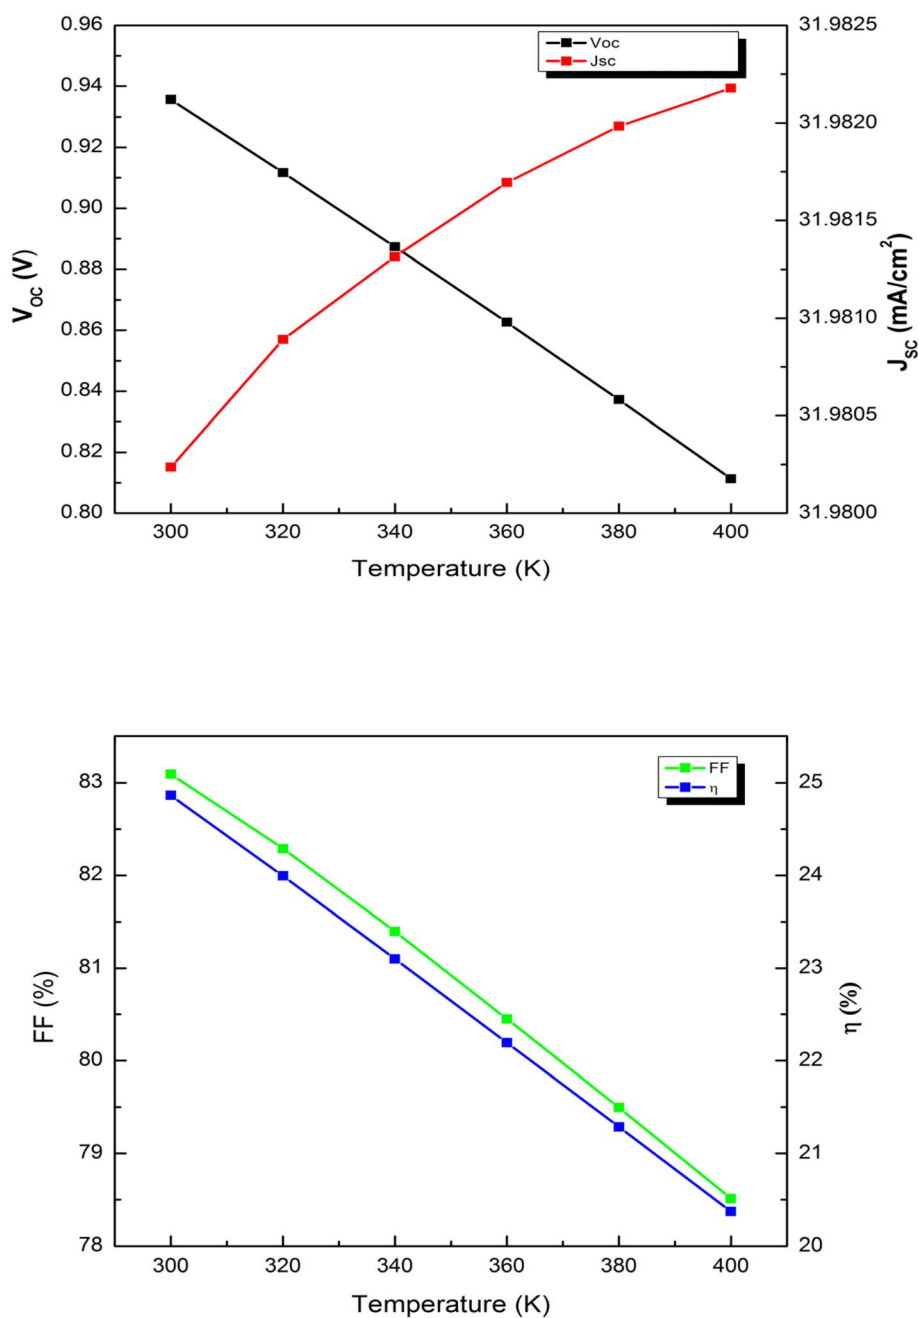 0.96
0.94
0.92
0.90
0.88
0.86
0.84
0.82
0.80
V_OC (V)
Voc
Jsc
31.9825
31.9820
31.9815
31.9810
31.9805
31.9800
J_SC (mA/cm²)
300 320 340 360 380 400
Temperature (K)
83
82
81
80
79
78
FF (%)
FF
η
25
24
23
22
21
20
η (%)
300 320 340 360 380 400
Temperature (K)